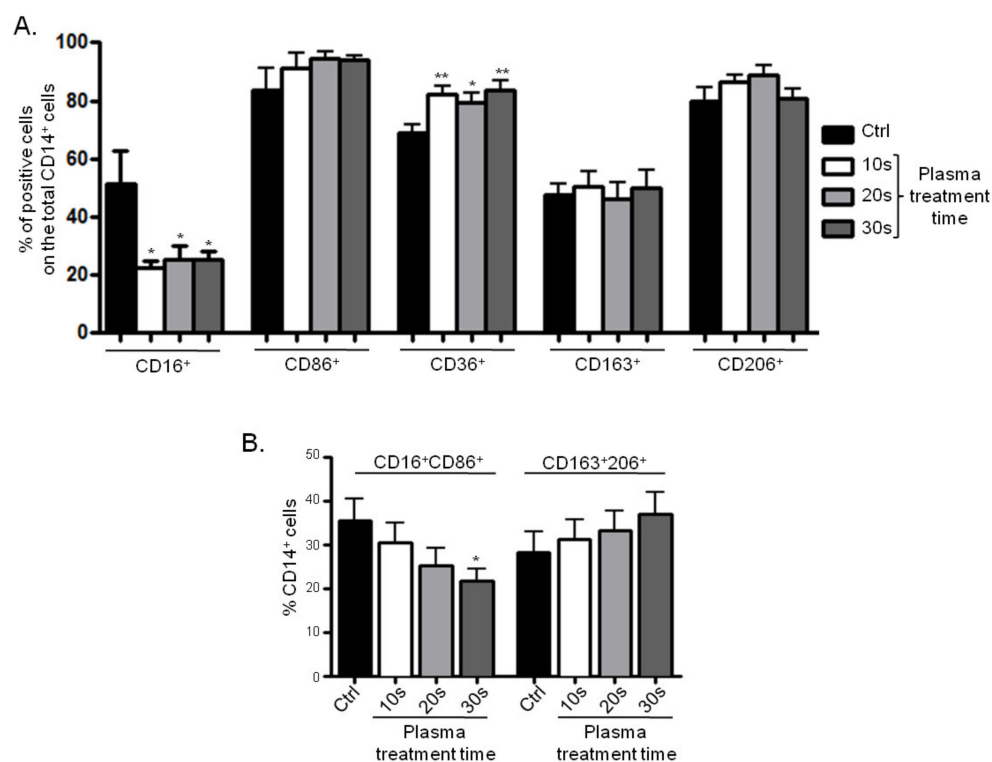 A.
% of positive cells
on the total CD14⁺ cells
100
80
60
40
20
0
*
*
*
**
*
**
CD16⁺
CD86⁺
CD36⁺
CD163⁺
CD206⁺
Ctrl
10s
20s
30s
Plasma
treatment
time
B.
% CD14⁺ cells
50
40
30
20
10
0
CD16⁺CD86⁺
CD163⁺206⁺
*
Ctrl
10s
20s
30s
Ctrl
10s
20s
30s
Plasma
treatment time
Plasma
treatment time